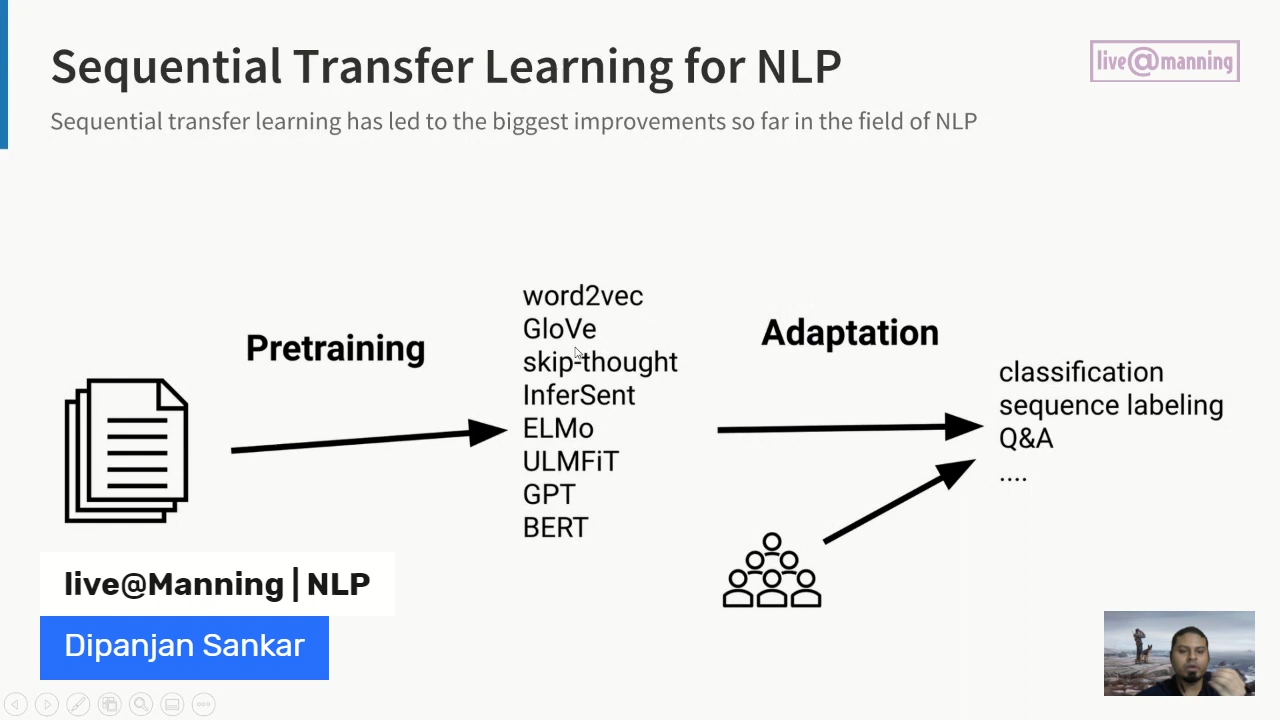 Sequential Transfer Learning for NLP
live@manning
Sequential transfer learning has led to the biggest improvements so far in the field of NLP
Pretraining
word2vec
GloVe
skip-thought
InferSent
ELMo
ULMFiT
GPT
BERT
Adaptation
classification
sequence labeling
Q&A
....
live@Manning | NLP
Dipanjan Sankar